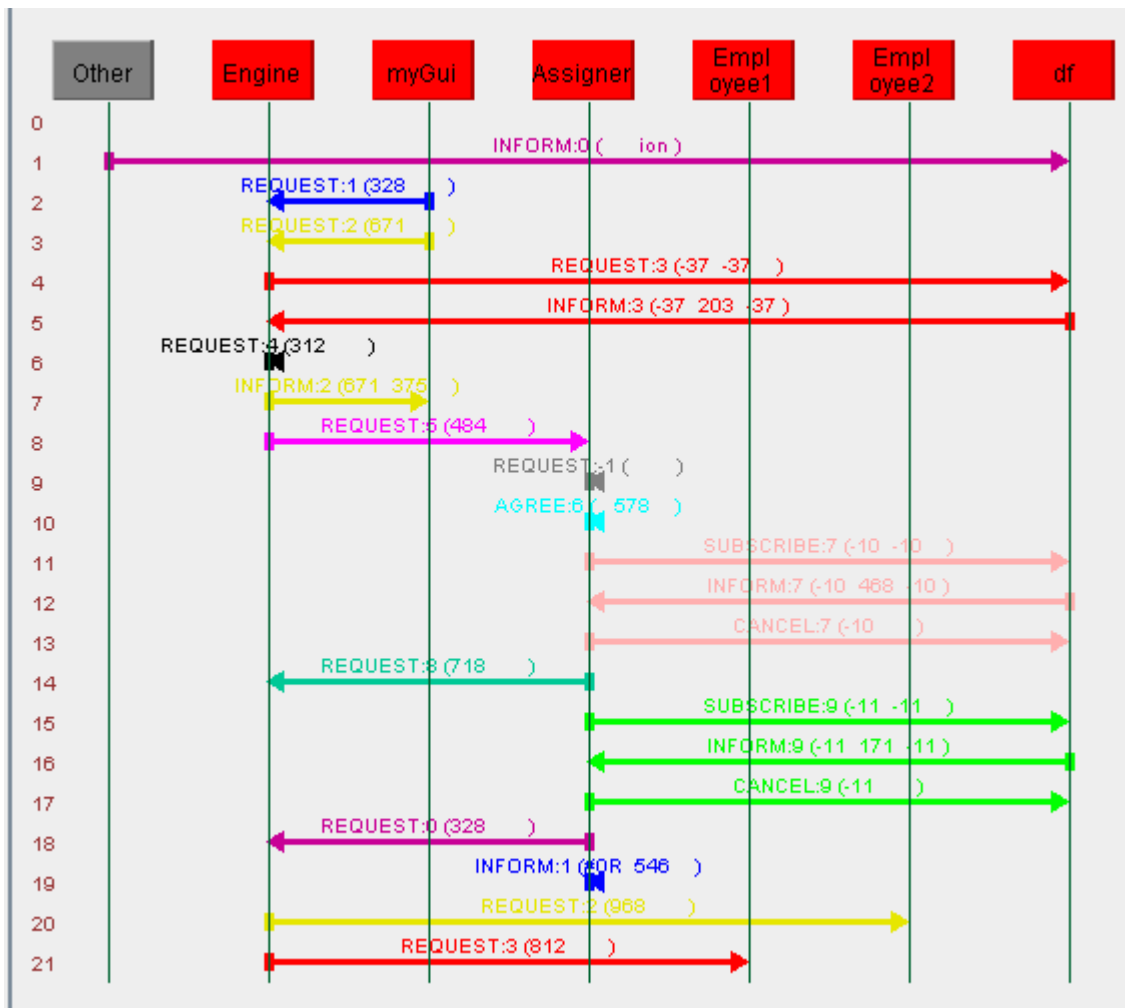 Other
Engine
myGui
Assigner
Empl
oyee1
Empl
oyee2
df
0
INFORM:0 ( ion )
1
REQUEST:1 (328 )
2
REQUEST:2 (671 )
3
REQUEST:3 (-37 -37 )
4
INFORM:3 (-37 203 -37 )
5
REQUEST:4 (312 )
6
INFORM:2 (671 375 )
7
REQUEST:5 (484 )
8
REQUEST:-1 ( )
9
AGREE:6 ( 578 )
10
SUBSCRIBE:7 (-10 -10 )
11
INFORM:7 (-10 468 -10 )
12
CANCEL:7 (-10 )
13
REQUEST:8 (718 )
14
SUBSCRIBE:9 (-11 -11 )
15
INFORM:9 (-11 171 -11 )
16
CANCEL:9 (-11 )
17
REQUEST:0 (328 )
18
INFORM:1 (#0R 546 )
19
REQUEST:2 (968 )
20
REQUEST:3 (812 )
21